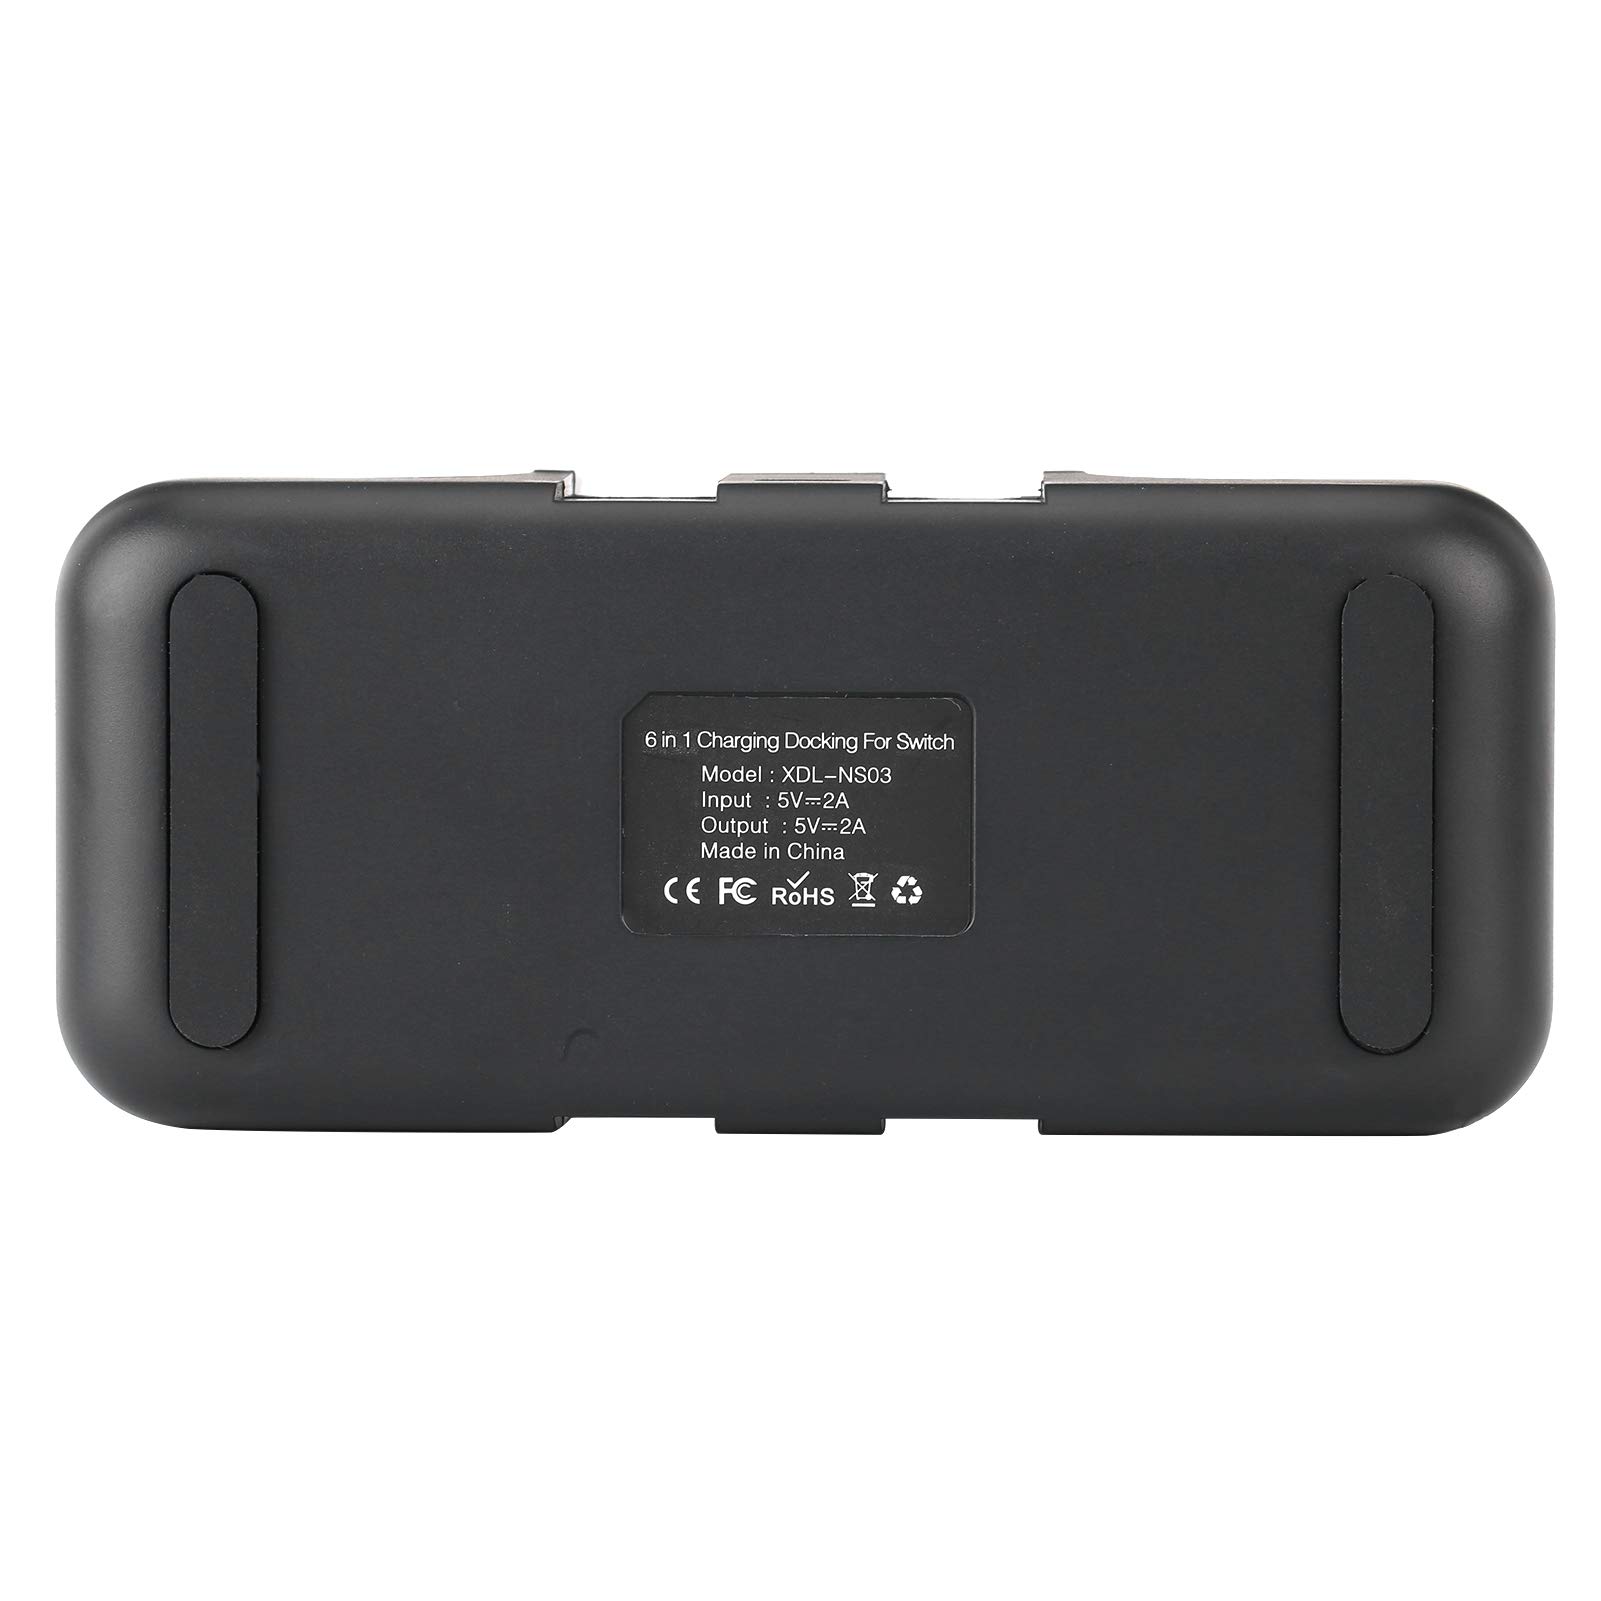 6 in 1 Charging Docking For Switch
Model : XDL-NS03
Input : 5V⎓2A
Output : 5V⎓2A
Made in China
CE FC RoHS